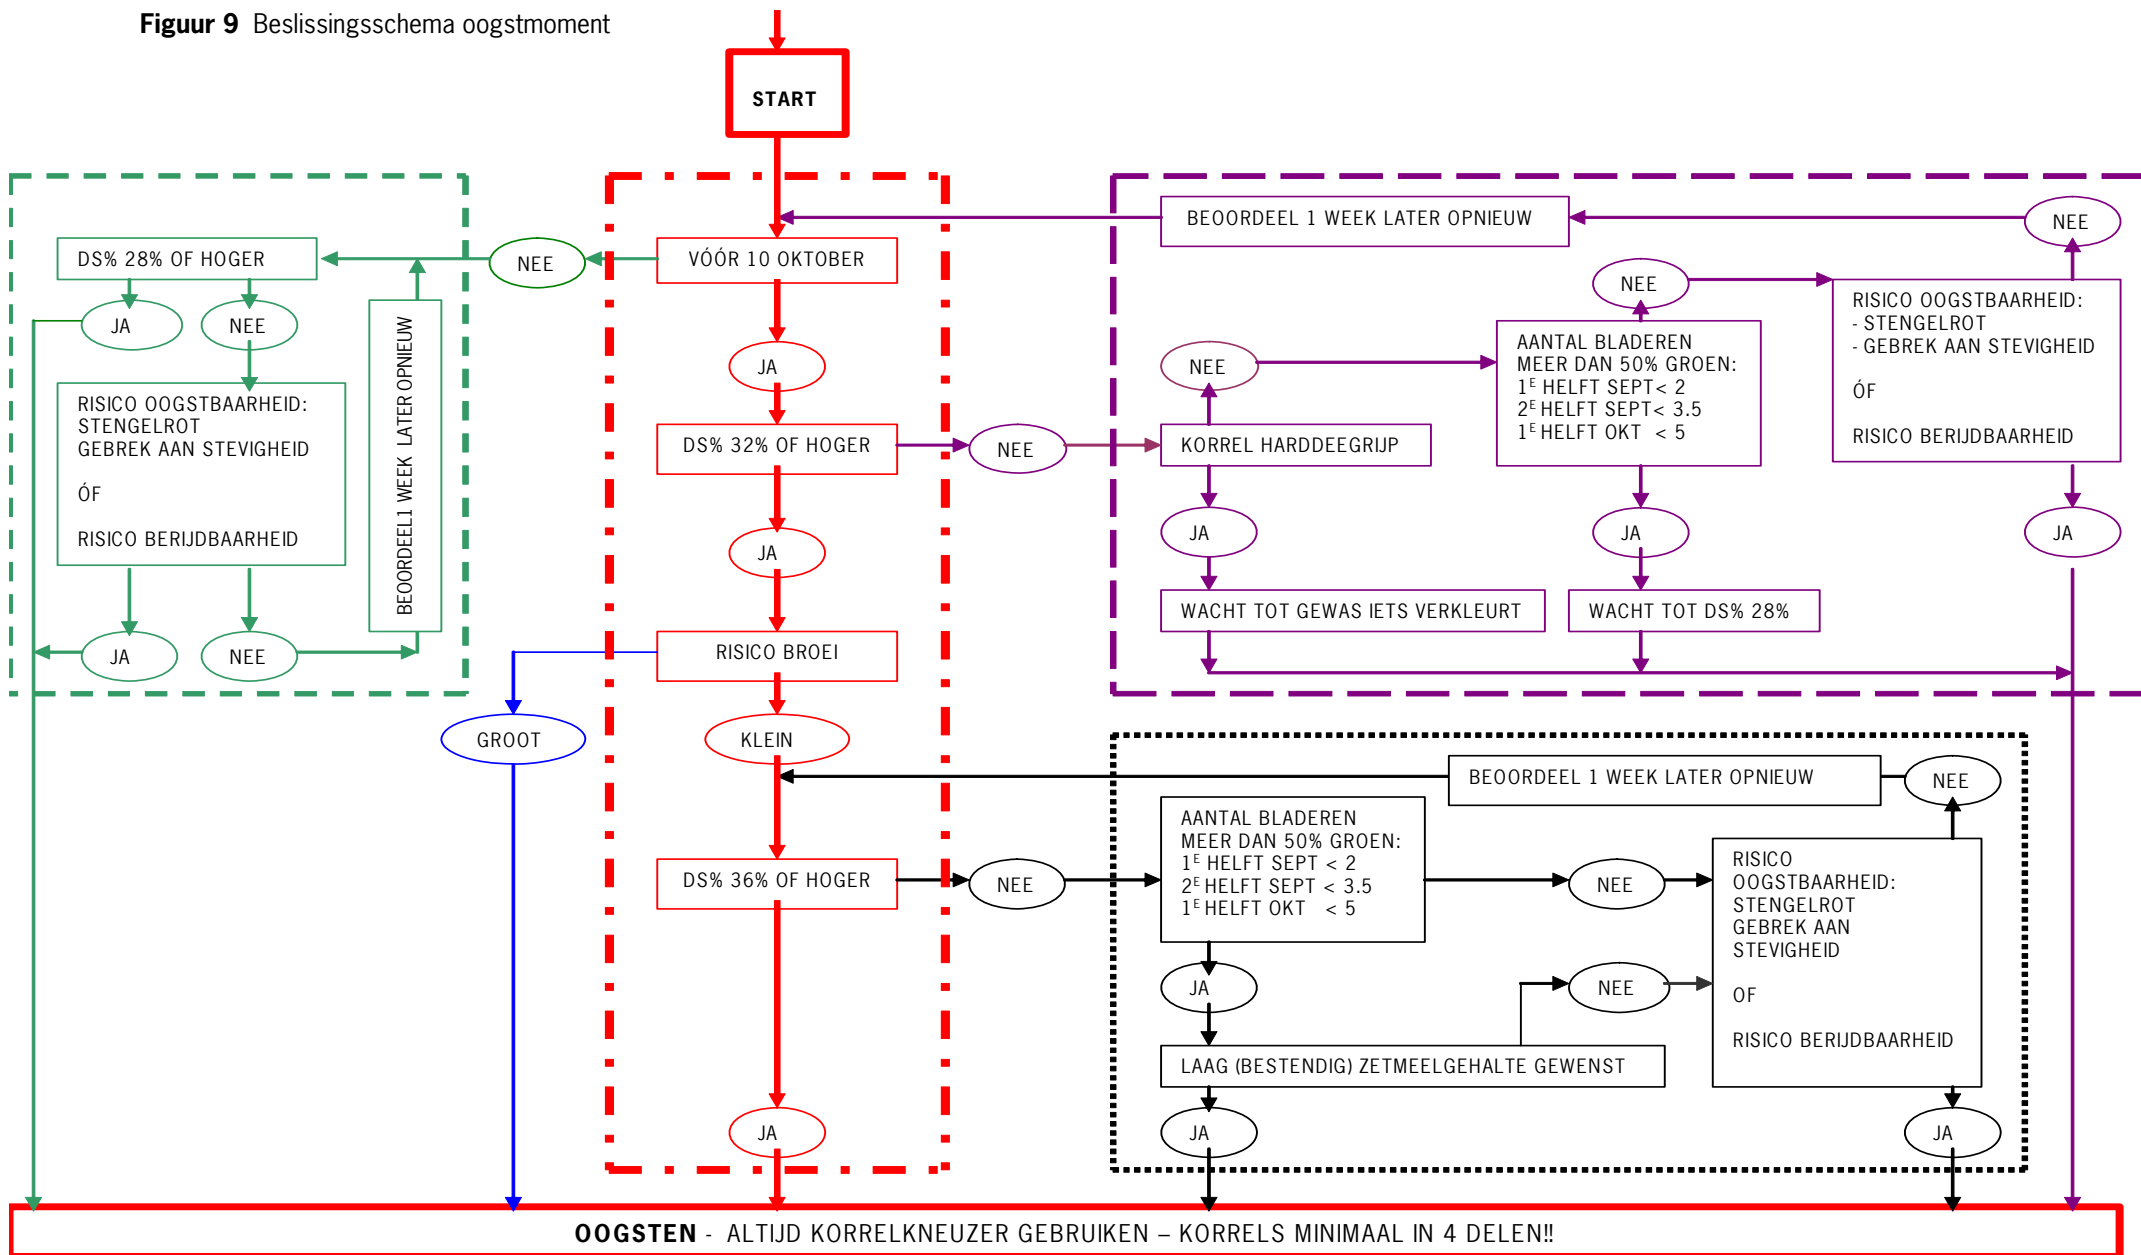 Figuur 9 Beslissingsschema oogstmoment
START
BEOORDEEL 1 WEEK LATER OPNIEUW
NEE
DS% 28% OF HOGER
NEE
VÓÓR 10 OKTOBER
NEE
JA
NEE
BEOORDEEL1 WEEK LATER OPNIEUW
RISICO OOGSTBAARHEID:
- STENGELROT
- GEBREK AAN STEVIGHEID
ÓF
RISICO BERIJDBAARHEID
AANTAL BLADEREN
MEER DAN 50% GROEN:
1E HELFT SEPT< 2
2E HELFT SEPT< 3.5
1E HELFT OKT < 5
JA
NEE
RISICO OOGSTBAARHEID:
STENGELROT
GEBREK AAN STEVIGHEID
ÓF
RISICO BERIJDBAARHEID
DS% 32% OF HOGER
NEE
KORREL HARDDEEGRIJP
JA
JA
JA
JA
WACHT TOT GEWAS IETS VERKLEURT
WACHT TOT DS% 28%
JA
NEE
RISICO BROEI
GROOT
KLEIN
BEOORDEEL 1 WEEK LATER OPNIEUW
NEE
AANTAL BLADEREN
MEER DAN 50% GROEN:
1E HELFT SEPT < 2
2E HELFT SEPT < 3.5
1E HELFT OKT < 5
DS% 36% OF HOGER
NEE
NEE
RISICO
OOGSTBAARHEID:
STENGELROT
GEBREK AAN
STEVIGHEID
OF
RISICO BERIJDBAARHEID
JA
NEE
LAAG (BESTENDIG) ZETMEELGEHALTE GEWENST
JA
JA
JA
OOGSTEN - ALTIJD KORRELKNEUZER GEBRUIKEN – KORRELS MINIMAAL IN 4 DELEN!!